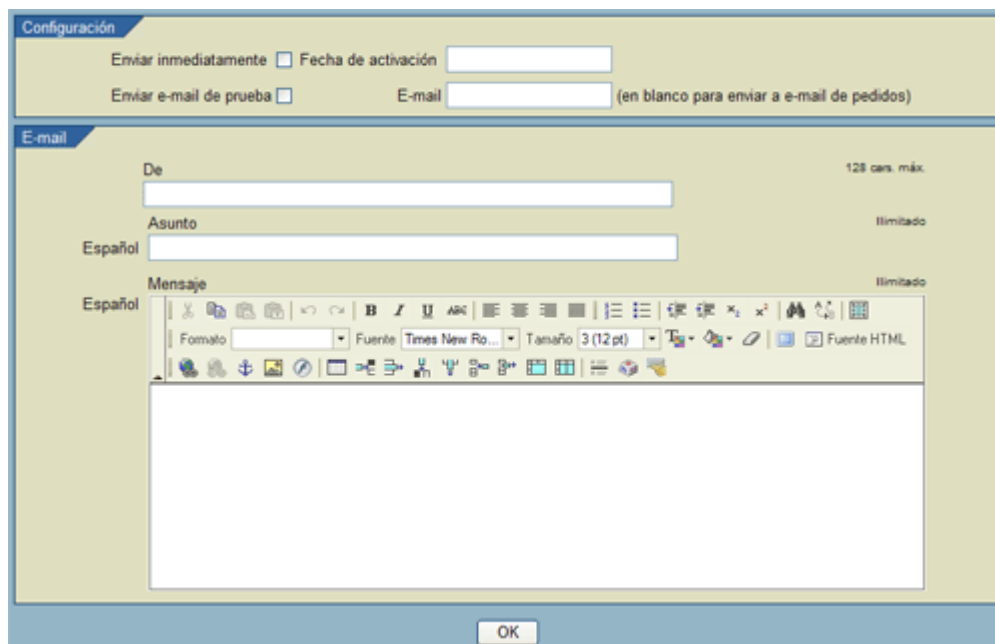 Configuración
Enviar inmediatamente Fecha de activación
Enviar e-mail de prueba E-mail (en blanco para enviar a e-mail de pedidos)
E-mail
De 128 cars. máx.
Asunto Ilimitado
Español
Mensaje Ilimitado
Español
B I U ABC
Formato Fuente Times New Ro... Tamaño 3 (12 pt) Fuente HTML
OK